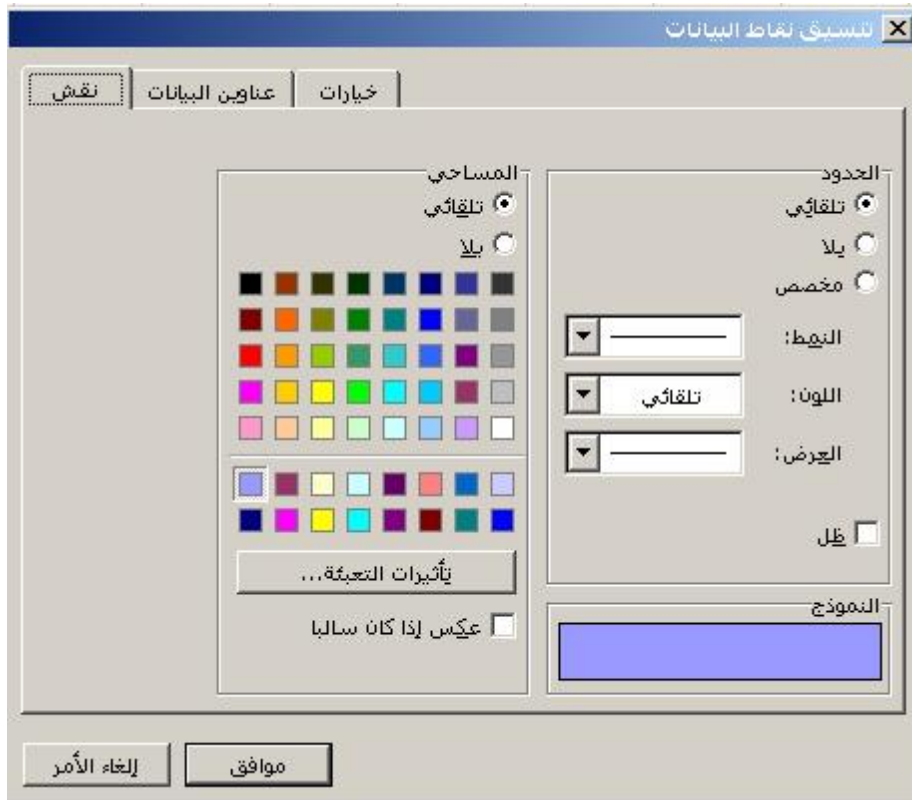 تنسيق نقاط البيانات
نقش
عناوين البيانات
خيارات
الحدود
تلقائي
بلا
مخصص
النمط:
اللون:
تلقائي
العرض:
ظل
النموذج
المساحي
تلقائي
بلا
تأثيرات التعبئة...
عكس إذا كان سالبا
موافق
إلغاء الأمر